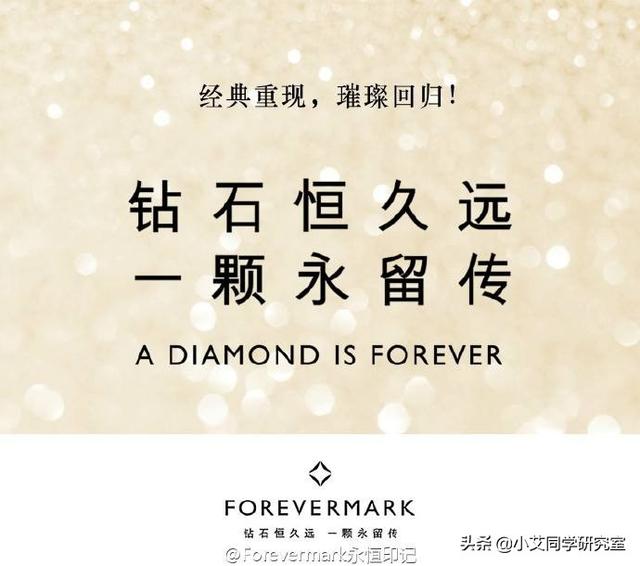 经典重现，璀璨回归！
钻石恒久远
一颗永留传
A DIAMOND IS FOREVER
FOREVERMARK
钻石恒久远 一颗永留传
@Forevermark永恒印记
头条 @小艾同学研究室